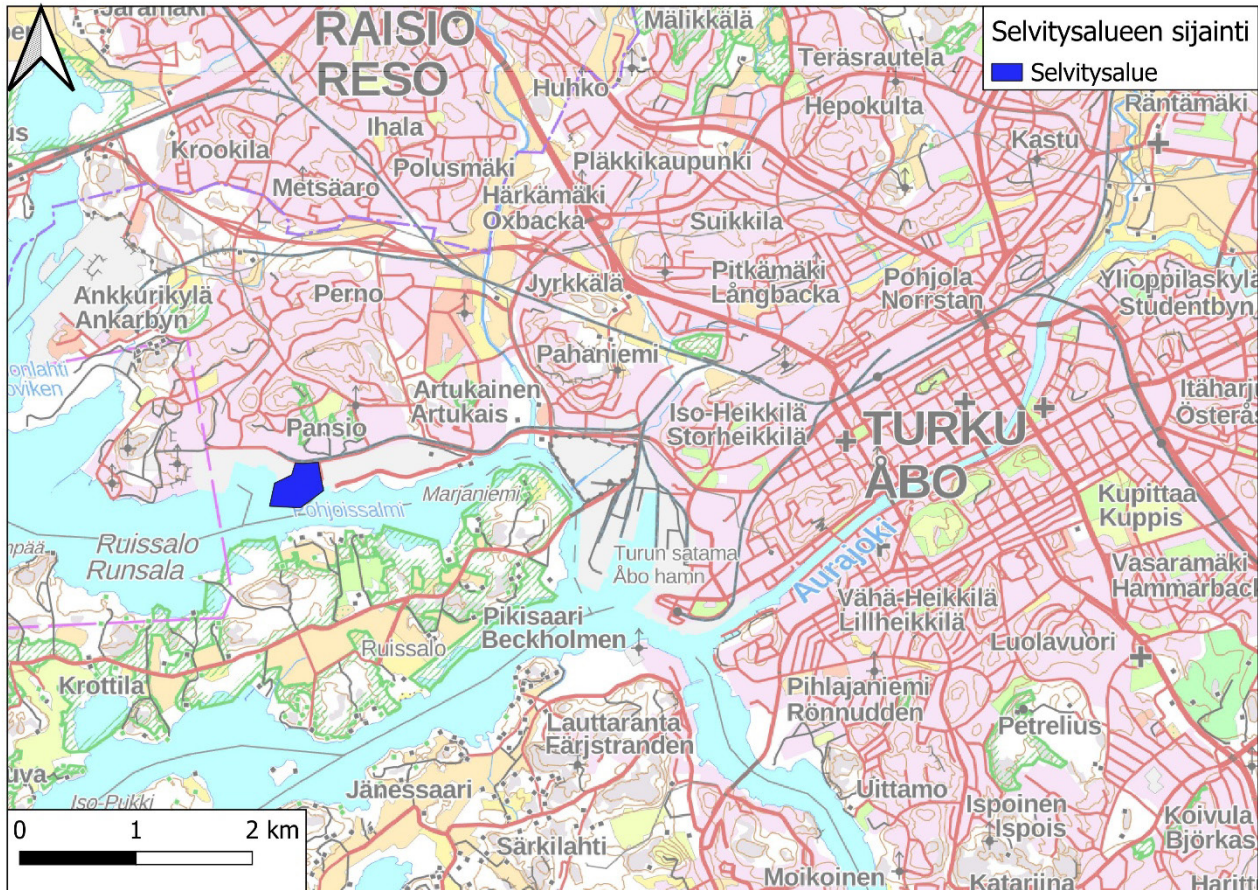 Jaramäki
RAISIO
RESO
Mälikkälä
Selvitysalueen sijainti
Selvitysalue
Teräsrautela
Huhko
Hepokulta
Räntämäki
Ihala
Kastu
Krookila
Polusmäki
Pläkkikaupunki
Metsäaro
Härkämäki
Oxbacka
Suikkila
Ankkurikylä
Ankarbyn
Perno
Jyrkkälä
Pitkämäki
Långbacka
Pohjola
Norrstan
Ylioppilaskylä
Studentbyn
Pahaniemi
Artukainen
Artukais
Pansio
Iso-Heikkilä
Storheikkilä
Itäharj
Österås
TURKU
ÅBO
Marjaniemi
Pohjoissalmi
Kupittaa
Kuppis
Ruissalo
Runsala
Turun satama
Åbo hamn
Aurajoki
Vasaramäki
Hammarback
Vähä-Heikkilä
Lillheikkilä
Pikisaari
Beckholmen
Luolavuori
Ruissalo
Krottila
Pihlajaniemi
Rönnudden
Petrelius
Lauttaranta
Färjstranden
Iso-Pukki
Jänessaari
Uittamo
Ispoinen
Ispois
Koivula
Björkas
0 1 2 km
Särkilahti
Moikoinen
Katariina
Haritt